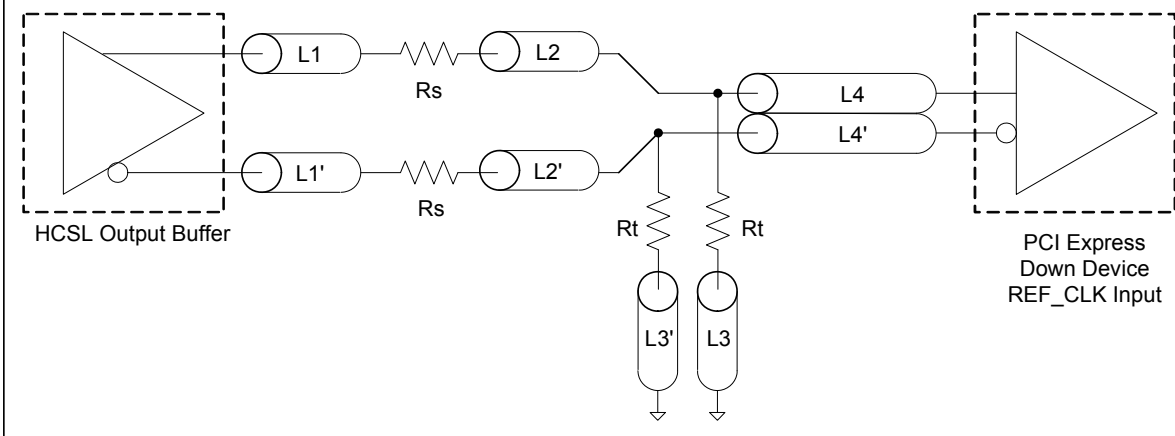 L1
Rs
L2
L4
L4'
L1'
Rs
L2'
HCSL Output Buffer
Rt
Rt
PCI Express
Down Device
REF_CLK Input
L3'
L3